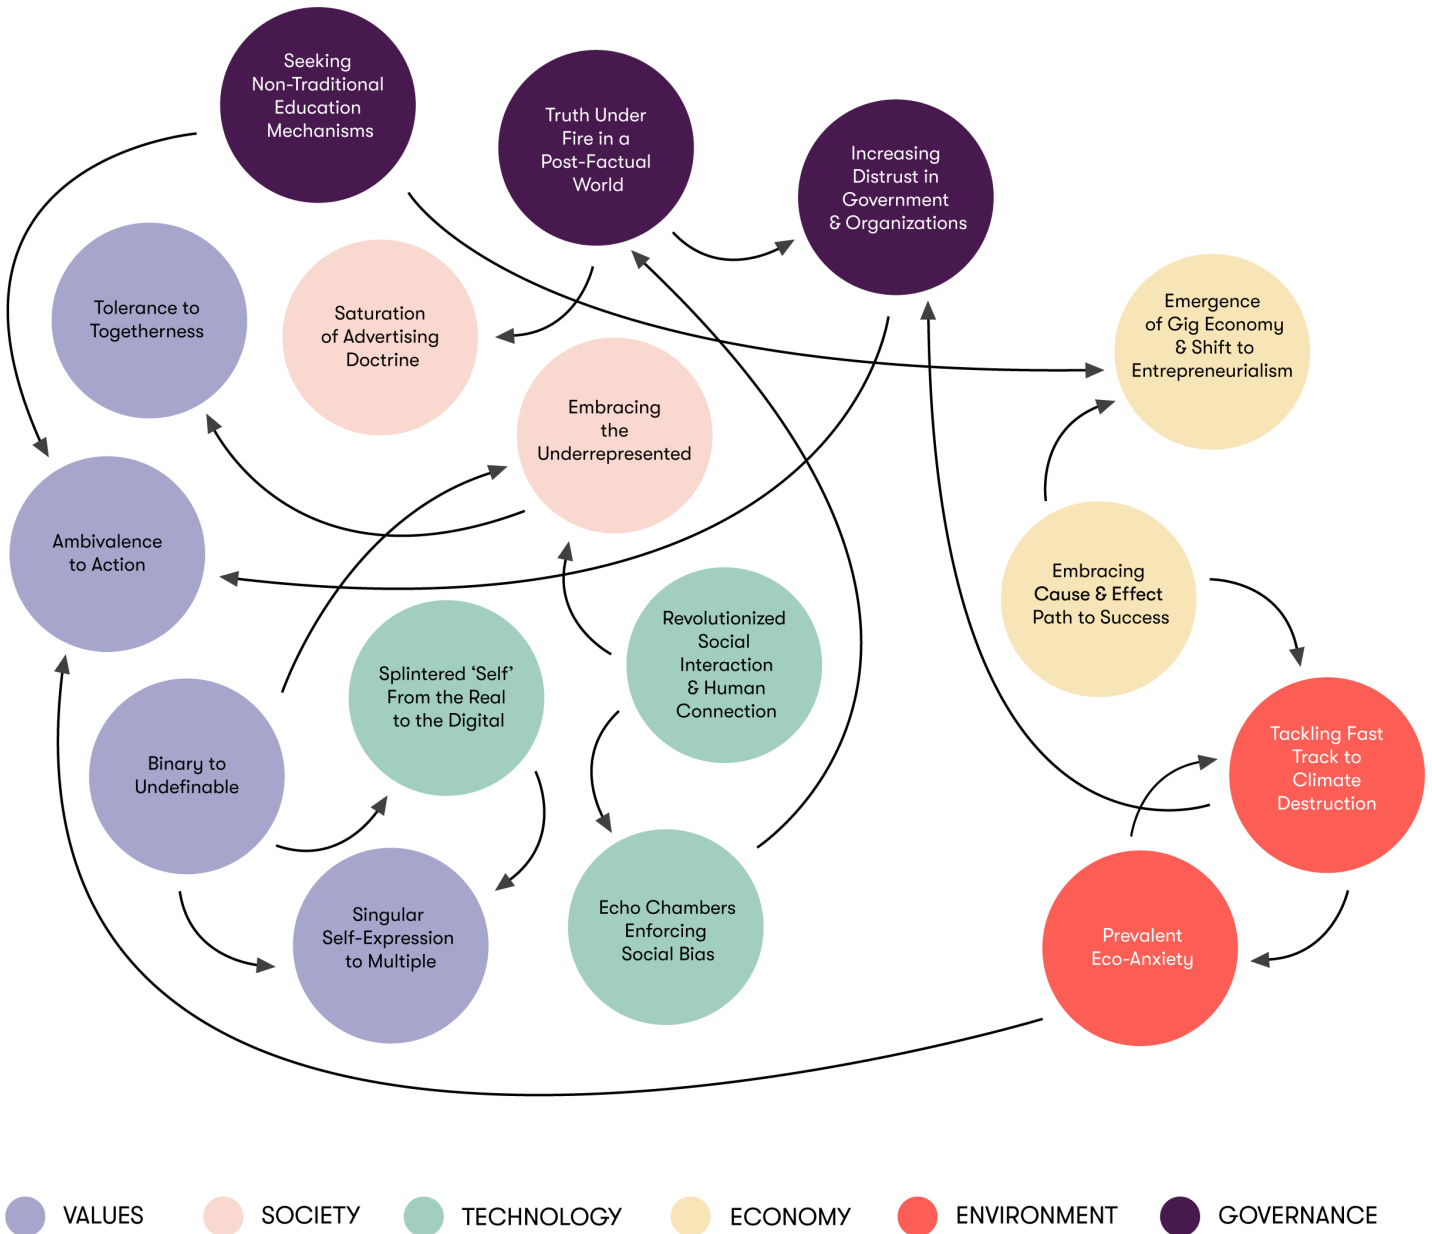 Seeking
Non-Traditional
Education
Mechanisms
Truth Under
Fire in a
Post-Factual
World
Increasing
Distrust in
Government
& Organizations
Tolerance to
Togetherness
Saturation
of Advertising
Doctrine
Emergence
of Gig Economy
& Shift to
Entrepreneurialism
Embracing
the
Underrepresented
Ambivalence
to Action
Embracing
Cause & Effect
Path to Success
Revolutionized
Social
Interaction
& Human
Connection
Splintered ‘Self’
From the Real
to the Digital
Binary to
Undefinable
Tackling Fast
Track to
Climate
Destruction
Singular
Self-Expression
to Multiple
Echo Chambers
Enforcing
Social Bias
Prevalent
Eco-Anxiety
VALUES
SOCIETY
TECHNOLOGY
ECONOMY
ENVIRONMENT
GOVERNANCE